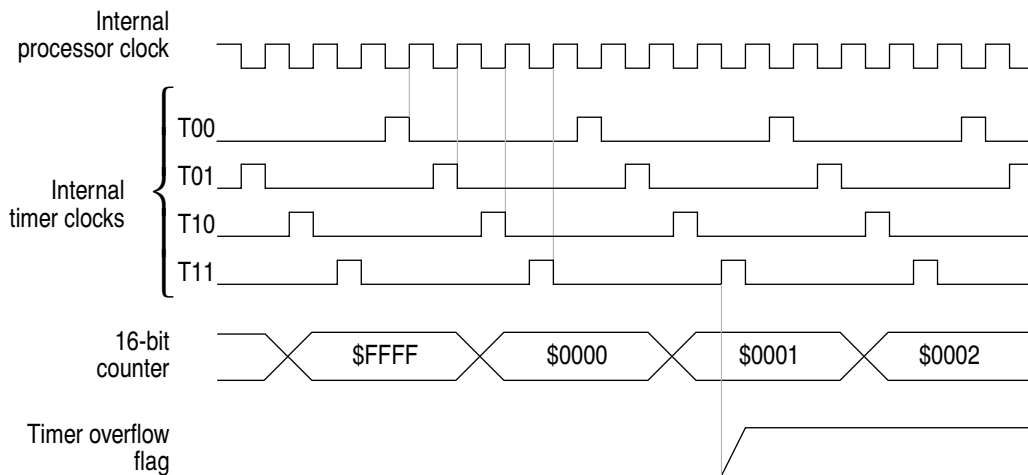 Internal
processor clock
T00
T01
Internal
timer clocks
T10
T11
16-bit
counter
$FFFF $0000 $0001 $0002
Timer overflow
flag